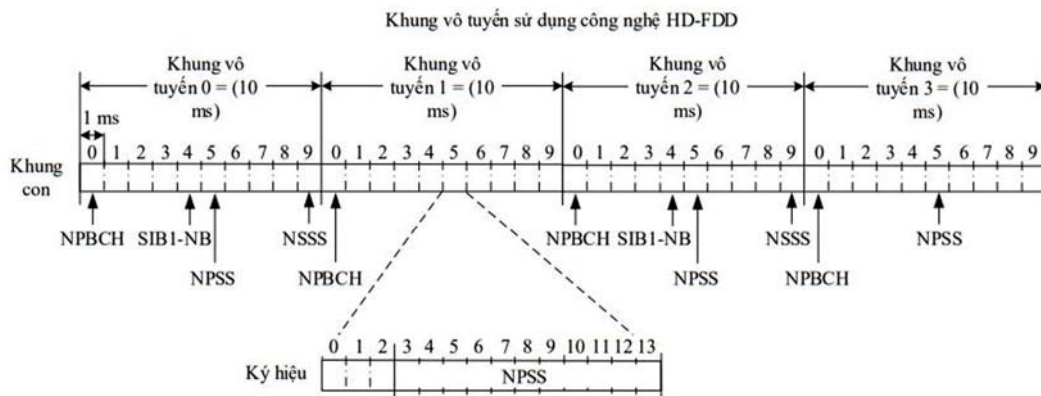 Khung vô tuyến sử dụng công nghệ HD-FDD
Khung vô Khung vô Khung vô Khung vô
tuyến 0 = (10 tuyến 1 = (10 tuyến 2 = (10 tuyến 3 = (10
ms) ms) ms) ms)
1 ms
0 1 2 3 4 5 6 7 8 9 0 1 2 3 4 5 6 7 8 9 0 1 2 3 4 5 6 7 8 9 0 1 2 3 4 5 6 7 8 9
Khung
con
NPBCH SIB1-NB NSSS NPBCH SIB1-NB NSSS NPSS
NPSS NPBCH NPSS NPBCH
0 1 2 3 4 5 6 7 8 9 10 11 12 13
Ký hiệu NPSS